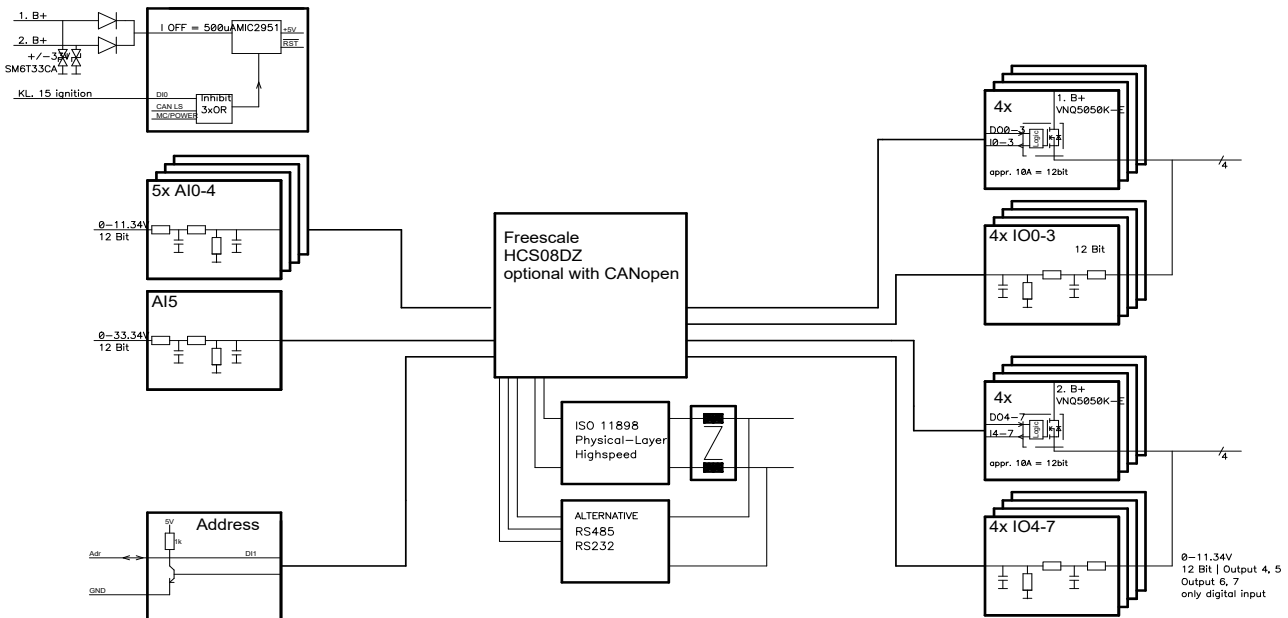 1. B+
2. B+
+/-33V
SM6T33CA
KL. 15 ignition
I OFF = 500uA
MIC2951
+5V
RST
DI0
CAN LS
MC/POWER
Inhibit
3xOR
5x AI0-4
0-11.34V
12 Bit
AI5
0-33.34V
12 Bit
Address
5V
1k
Adr
DI1
GND
Freescale
HCS08DZ
optional with CANopen
ISO 11898
Physical-Layer
Highspeed
ALTERNATIVE
RS485
RS232
4x
1. B+
VNQ5050K-E
DO0-3
I0-3
Logic
appr. 10A = 12bit
4
4x IO0-3
12 Bit
4x
2. B+
VNQ5050K-E
DO4-7
I4-7
Logic
appr. 10A = 12bit
4
4x IO4-7
0-11.34V
12 Bit | Output 4, 5
Output 6, 7
only digital input